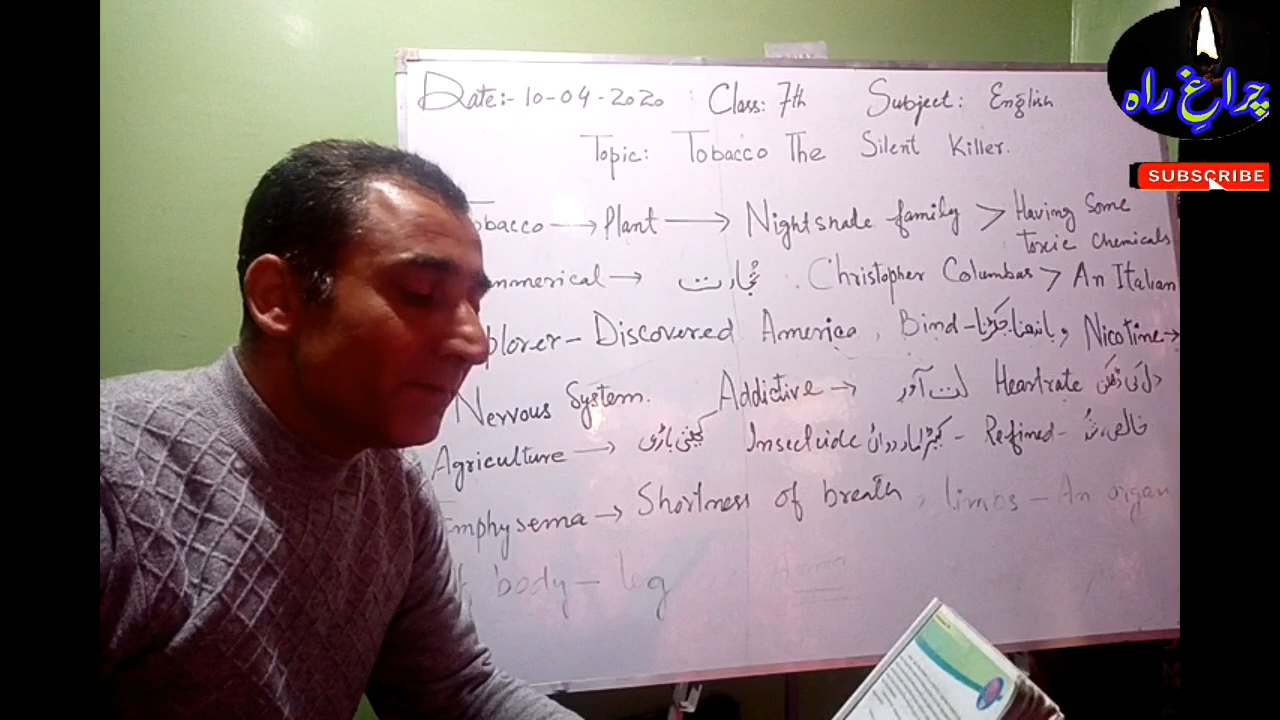 چراغِ راہ
SUBSCRIBE
Date:- 10-04-2020 Class: 7th Subject: English
Topic: Tobacco The Silent Killer.
obacco → Plant → Nightshade family > Having Some
toxic chemicals
mmerical → تجارت . Christopher Columbus > An Italian
plorer - Discovered America , Bind - باندھنا جکڑنا , Nicotine →
Nervous System. Addictive → لت آور Heartrate دل کی دھڑکن
Agriculture → کھیتی باڑی Insecticide کیڑے مار دوائی - Refined - خالص شدہ
Emphysema → Shortness of breath , limbs - An organ
f body - leg